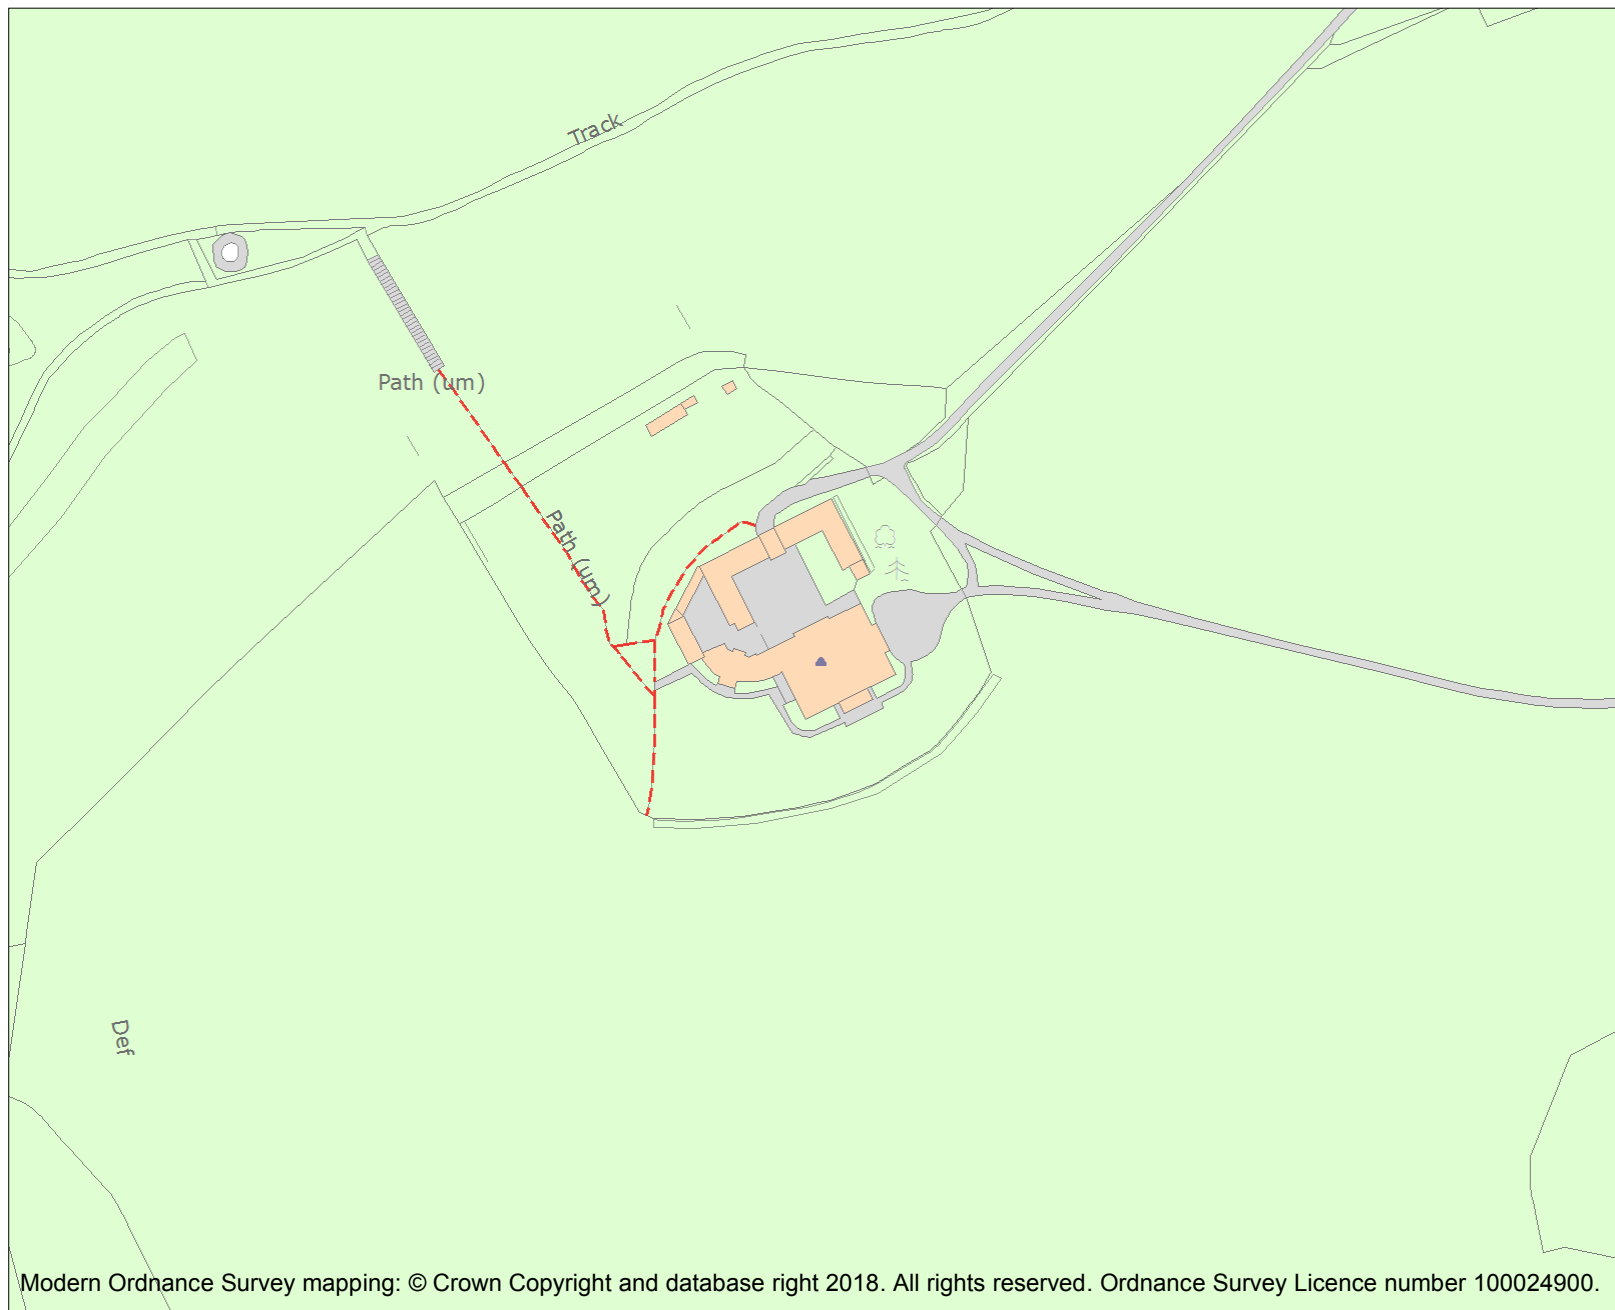 Track
Path (um)
Path (um)
Def
Modern Ordnance Survey mapping: © Crown Copyright and database right 2018. All rights reserved. Ordnance Survey Licence number 100024900.